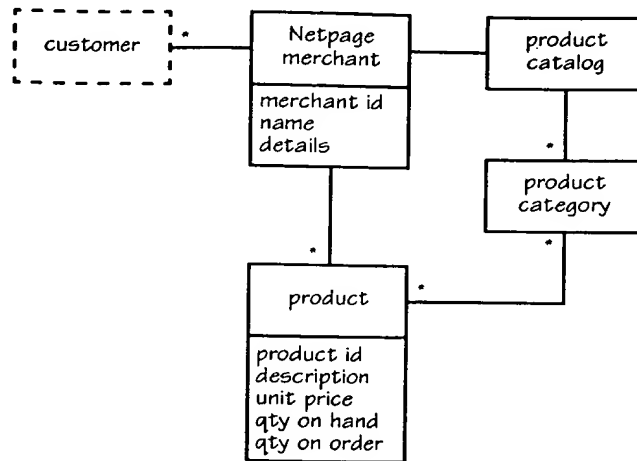 customer
*
Netpage
merchant
merchant id
name
details
product
catalog
*
product
category
*
*
*
product
product id
description
unit price
qty on hand
qty on order